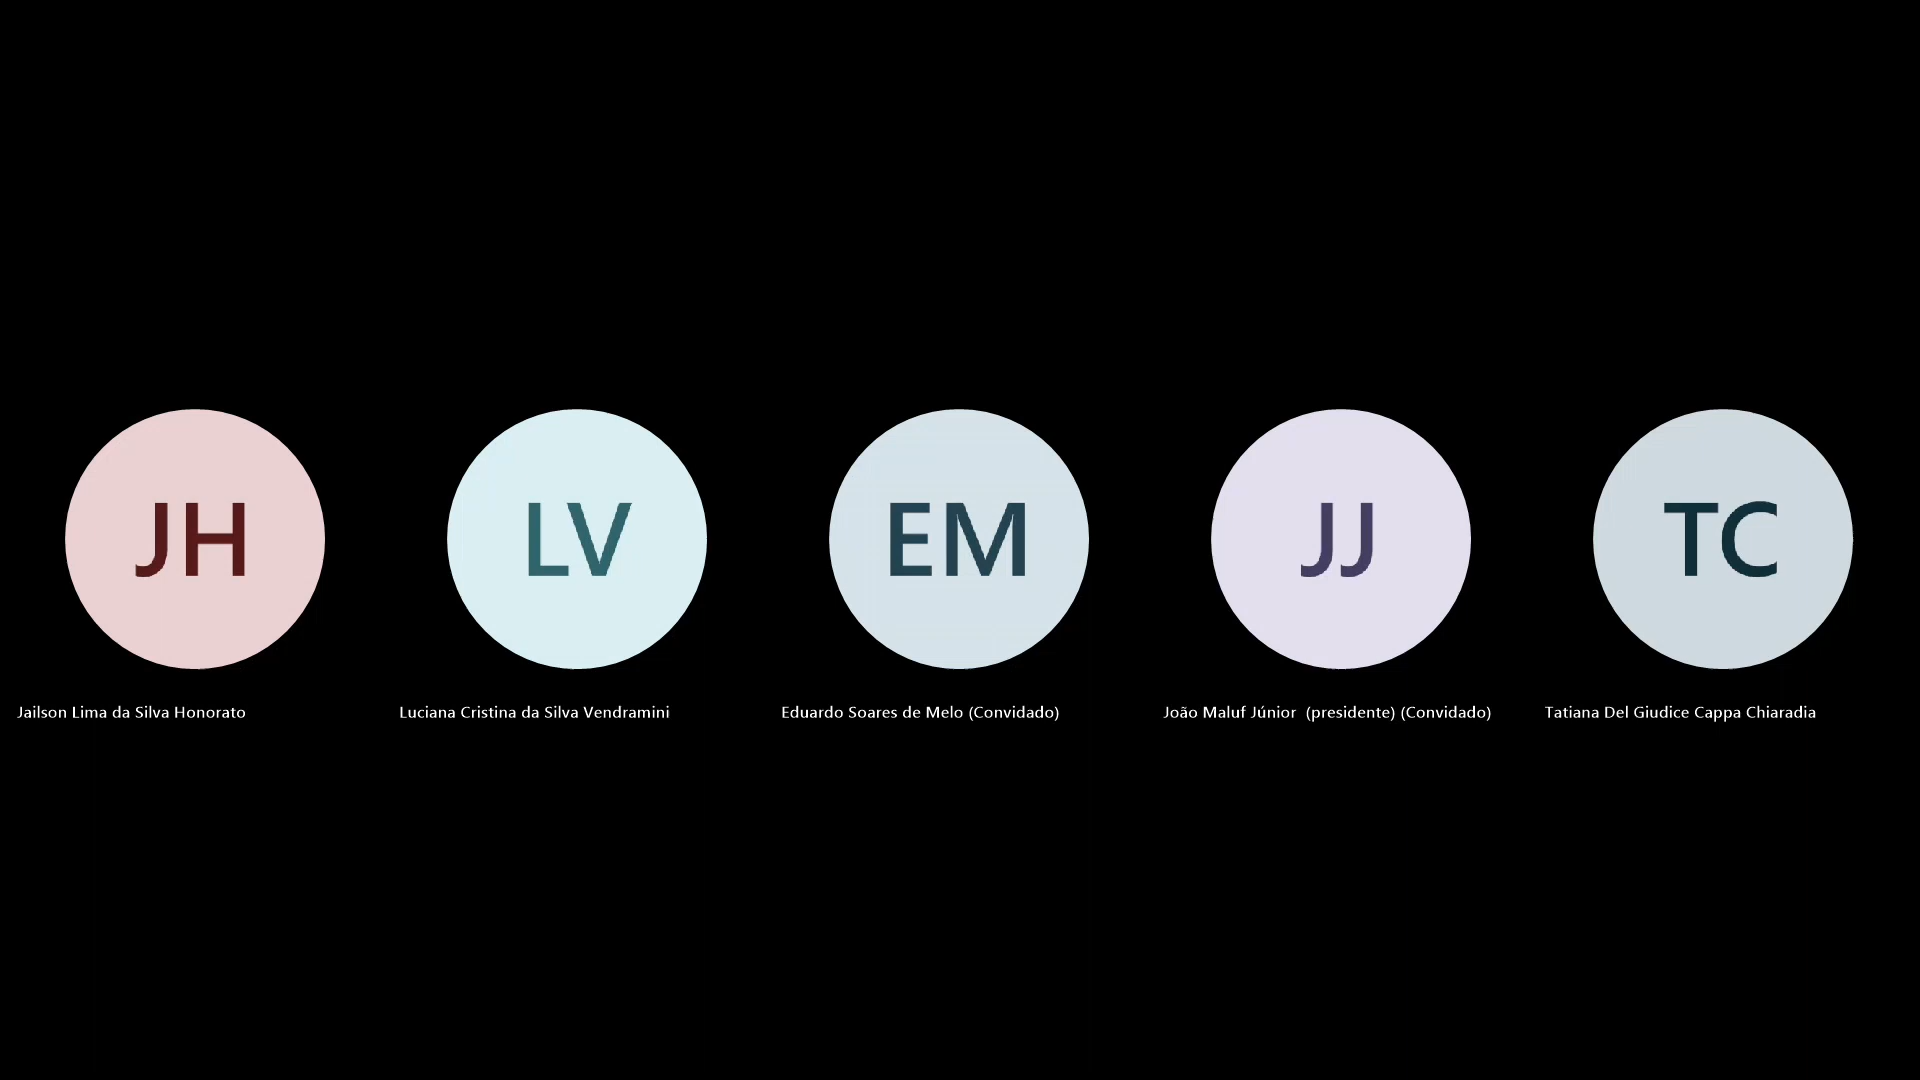 JH
LV
EM
JJ
TC
Jailson Lima da Silva Honorato
Luciana Cristina da Silva Vendramini
Eduardo Soares de Melo (Convidado)
João Maluf Júnior  (presidente) (Convidado)
Tatiana Del Giudice Cappa Chiaradia